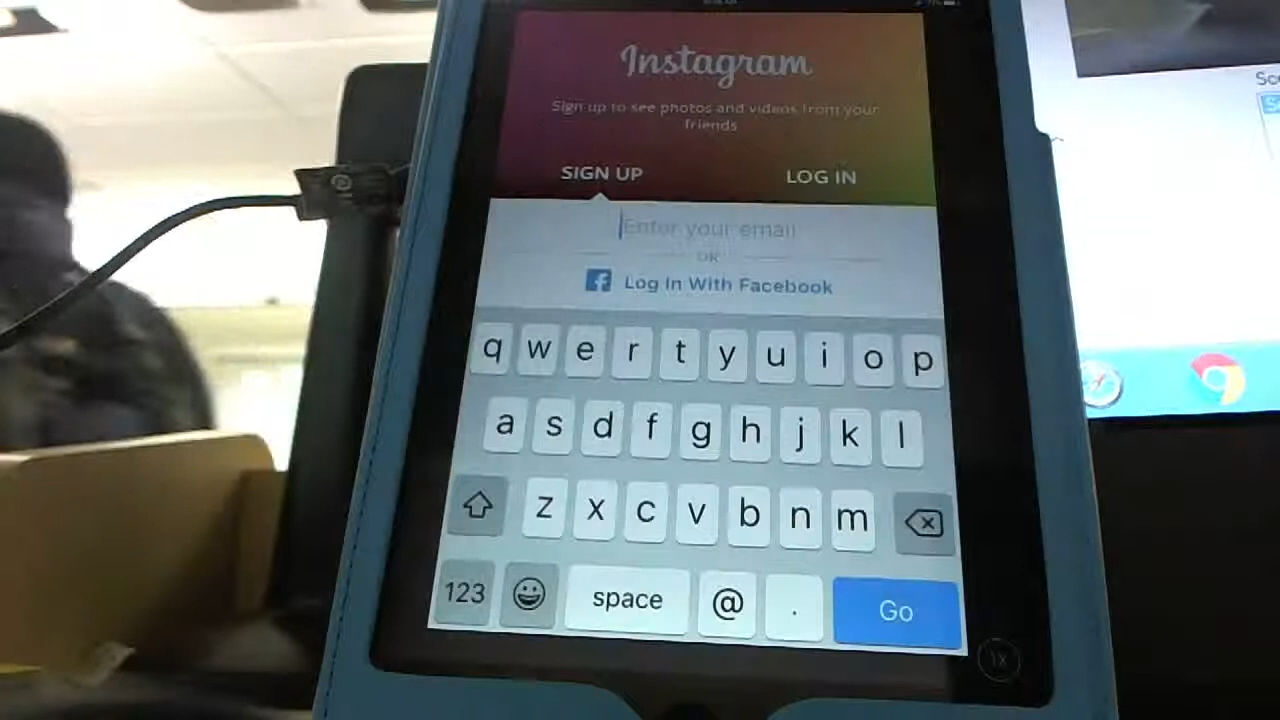 Instagram
Sign up to see photos and videos from your
friends
SIGN UP
LOG IN
Enter your email
OR
Log In With Facebook
q w e r t y u i o p
a s d f g h j k l
z x c v b n m
123 space @ . Go
1X